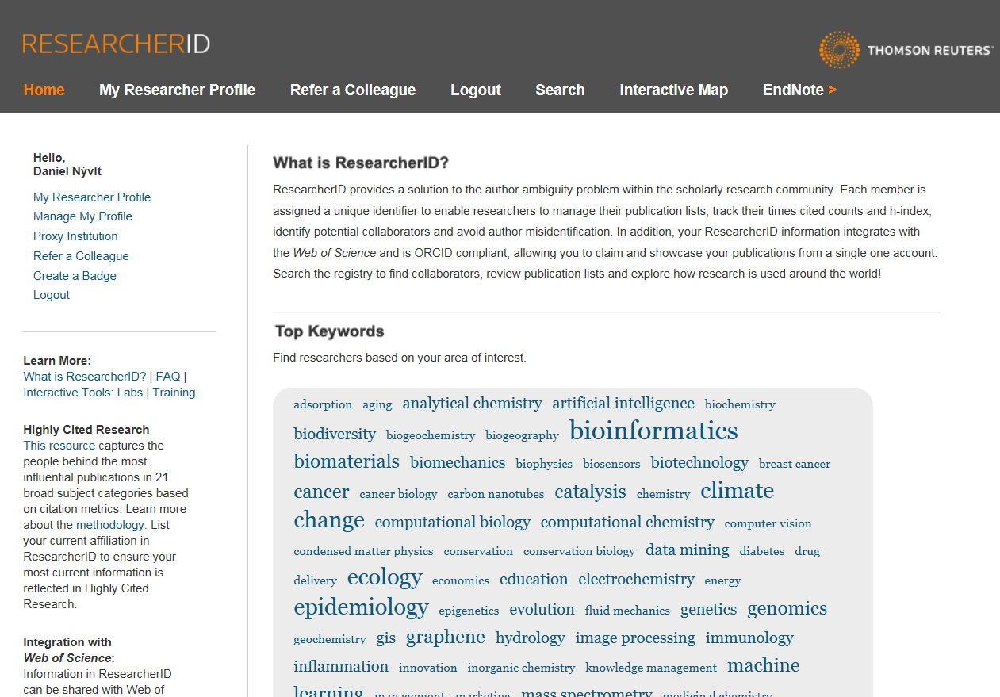 RESEARCHERID
THOMSON REUTERS™
Home My Researcher Profile Refer a Colleague Logout Search Interactive Map EndNote >
Hello,
Daniel Nývlt
My Researcher Profile
Manage My Profile
Proxy Institution
Refer a Colleague
Create a Badge
Logout
Learn More:
What is ResearcherID? | FAQ |
Interactive Tools: Labs | Training
Highly Cited Research
This resource captures the
people behind the most
influential publications in 21
broad subject categories based
on citation metrics. Learn more
about the methodology. List
your current affiliation in
ResearcherID to ensure your
most current information is
reflected in Highly Cited
Research.
Integration with
Web of Science:
Information in ResearcherID
can be shared with Web of
What is ResearcherID?
ResearcherID provides a solution to the author ambiguity problem within the scholarly research community. Each member is
assigned a unique identifier to enable researchers to manage their publication lists, track their times cited counts and h-index,
identify potential collaborators and avoid author misidentification. In addition, your ResearcherID information integrates with
the Web of Science and is ORCID compliant, allowing you to claim and showcase your publications from a single one account.
Search the registry to find collaborators, review publication lists and explore how research is used around the world!
Top Keywords
Find researchers based on your area of interest.
adsorption aging analytical chemistry artificial intelligence biochemistry
biodiversity biogeochemistry biogeography bioinformatics
biomaterials biomechanics biophysics biosensors biotechnology breast cancer
cancer cancer biology carbon nanotubes catalysis chemistry climate
change computational biology computational chemistry computer vision
condensed matter physics conservation conservation biology data mining diabetes drug
delivery ecology economics education electrochemistry energy
epidemiology epigenetics evolution fluid mechanics genetics genomics
geochemistry gis graphene hydrology image processing immunology
inflammation innovation inorganic chemistry knowledge management machine
learning management marketing mass spectrometry medicinal chemistry